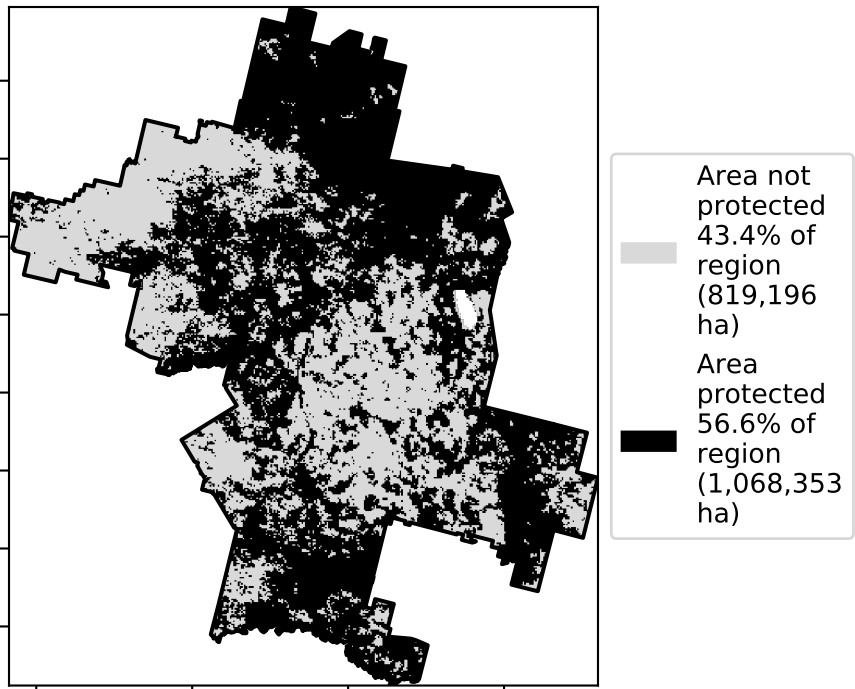 Area not
protected
43.4% of
region
(819,196
ha)
Area
protected
56.6% of
region
(1,068,353
ha)